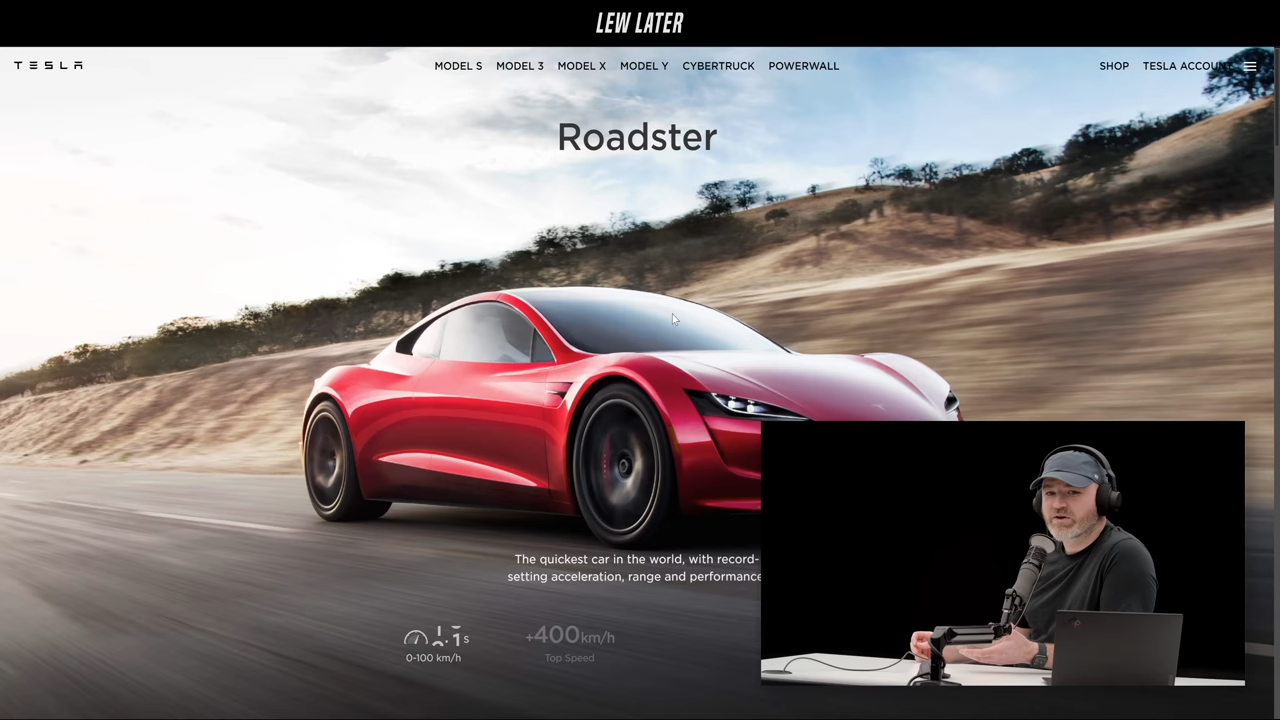 LEW LATER
TESLA MODEL S MODEL 3 MODEL X MODEL Y CYBERTRUCK POWERWALL SHOP TESLA ACCOUNT
Roadster
The quickest car in the world, with record-
setting acceleration, range and performance
s +400km/h
0-100 km/h Top Speed